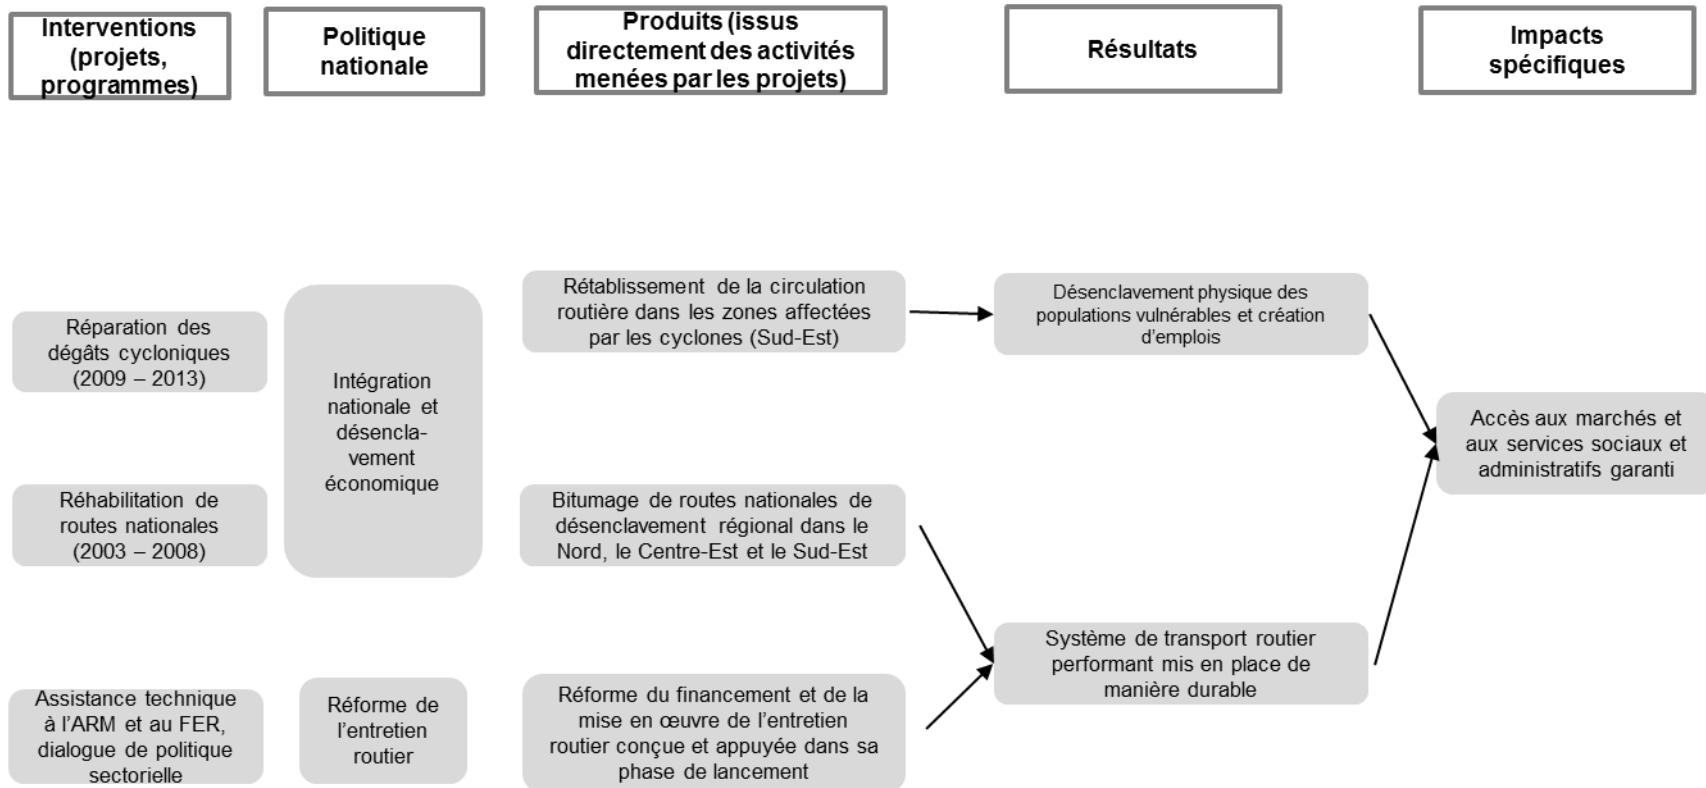 Interventions
(projets,
programmes)
Politique
nationale
Produits (issus
directement des activités
menées par les projets)
Résultats
Impacts
spécifiques
Réparation des
dégâts cycloniques
(2009 – 2013)
Réhabilitation de
routes nationales
(2003 – 2008)
Assistance technique
à l’ARM et au FER,
dialogue de politique
sectorielle
Intégration
nationale et
désencla-
vement
économique
Réforme de
l’entretien
routier
Rétablissement de la circulation
routière dans les zones affectées
par les cyclones (Sud-Est)
Bitumage de routes nationales de
désenclavement régional dans le
Nord, le Centre-Est et le Sud-Est
Réforme du financement et de la
mise en œuvre de l’entretien
routier conçue et appuyée dans sa
phase de lancement
Désenclavement physique des
populations vulnérables et création
d’emplois
Système de transport routier
performant mis en place de
manière durable
Accès aux marchés et
aux services sociaux et
administratifs garanti